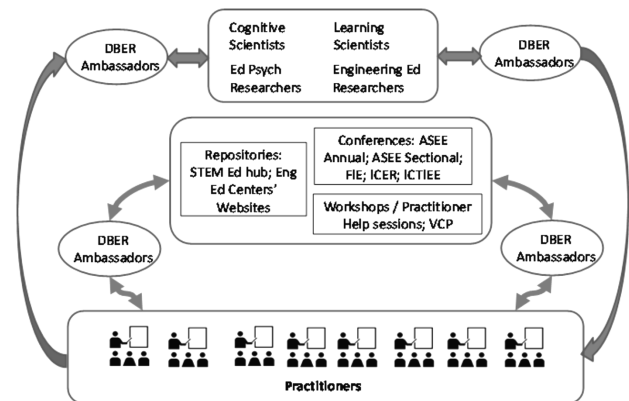 DBER
Ambassadors
Cognitive
Scientists
Learning
Scientists
Ed Psych
Researchers
Engineering Ed
Researchers
DBER
Ambassadors
Repositories:
STEM Ed hub; Eng
Ed Centers'
Websites
Conferences: ASEE
Annual; ASEE Sectional;
FIE; ICER; ICTIEE
Workshops / Practitioner
Help sessions; VCP
DBER
Ambassadors
DBER
Ambassadors
Practitioners